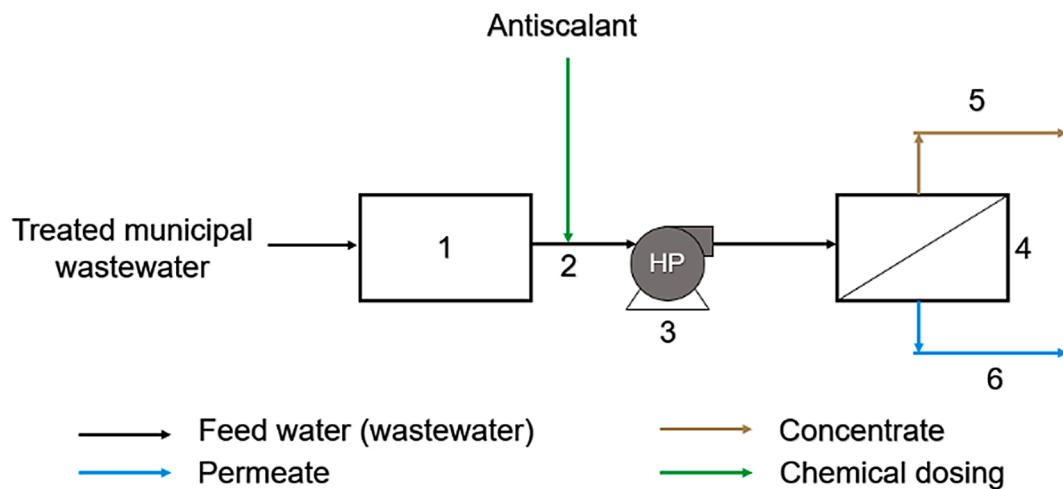 Antiscalant
5
Treated municipal
wastewater
1
2
HP
3
4
6
Feed water (wastewater)
Concentrate
Permeate
Chemical dosing